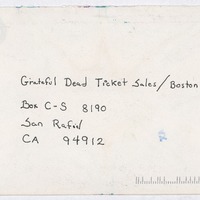 Grateful Dead Ticket Sales/Boston
Box C-S 8190
San Rafael
CA 94912